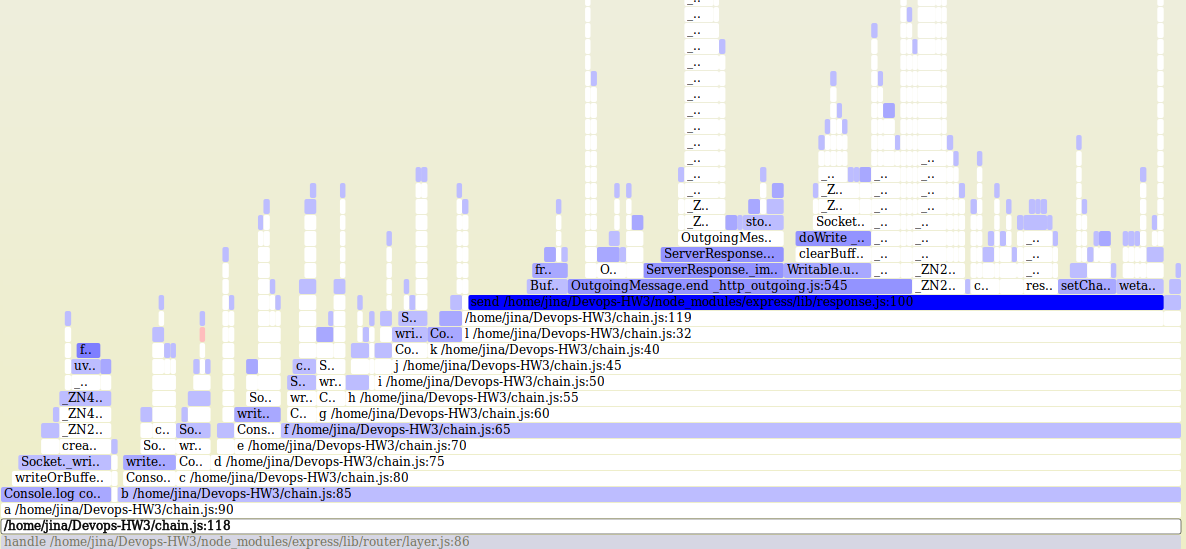 _..
_..
_..
_..
_..
_..
_..
_..
_..
_..
_.. _..
_.. _.. _.. _..
_.. _Z.. _.. _..
_Z.. _Z.. _.. _..
_Z.. sto.. Socket.. _.. _..
OutgoingMes.. doWrite _.. _.. _.. _..
ServerResponse... clearBuff.. _.. _.. _..
fr.. O.. ServerResponse._im.. Writable.u.. _.. _ZN2.. _..
Buf.. OutgoingMessage.end _http_outgoing.js:545 _ZN2.. c.. res.. setCha.. weta..
send /home/jina/Devops-HW3/node_modules/express/lib/response.js:100
S.. /home/jina/Devops-HW3/chain.js:119
wri.. Co.. l /home/jina/Devops-HW3/chain.js:32
f.. Co.. k /home/jina/Devops-HW3/chain.js:40
uv.. c.. S.. j /home/jina/Devops-HW3/chain.js:45
_.. S.. wr.. i /home/jina/Devops-HW3/chain.js:50
_ZN4.. So.. wr.. C.. h /home/jina/Devops-HW3/chain.js:55
_ZN4.. writ.. C.. g /home/jina/Devops-HW3/chain.js:60
_ZN2.. c.. So.. Cons.. f /home/jina/Devops-HW3/chain.js:65
crea.. So.. wr.. e /home/jina/Devops-HW3/chain.js:70
Socket._wri.. write.. Co.. d /home/jina/Devops-HW3/chain.js:75
writeOrBuffe.. Conso.. c /home/jina/Devops-HW3/chain.js:80
Console.log co.. b /home/jina/Devops-HW3/chain.js:85
a /home/jina/Devops-HW3/chain.js:90
/home/jina/Devops-HW3/chain.js:118
handle /home/jina/Devops-HW3/node_modules/express/lib/router/layer.js:86